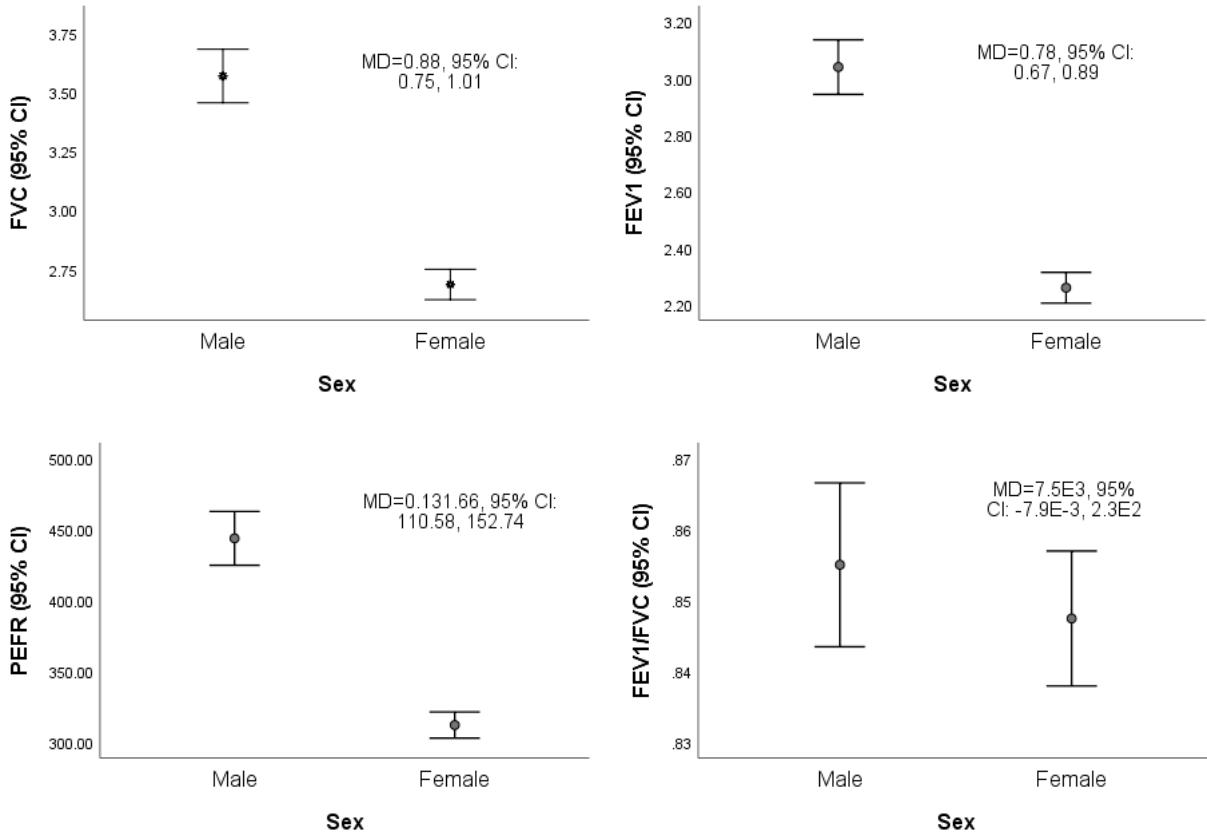 FVC (95% CI)
3.75
3.50
3.25
3.00
2.75
MD=0.88, 95% CI:
0.75, 1.01
Male
Female
Sex
FEV1 (95% CI)
3.20
3.00
2.80
2.60
2.40
2.20
MD=0.78, 95% CI:
0.67, 0.89
Male
Female
Sex
PEFR (95% CI)
500.00
450.00
400.00
350.00
300.00
MD=0.131.66, 95% CI:
110.58, 152.74
Male
Female
Sex
FEV1/FVC (95% CI)
.87
.86
.85
.84
.83
MD=7.5E3, 95%
CI: -7.9E-3, 2.3E2
Male
Female
Sex